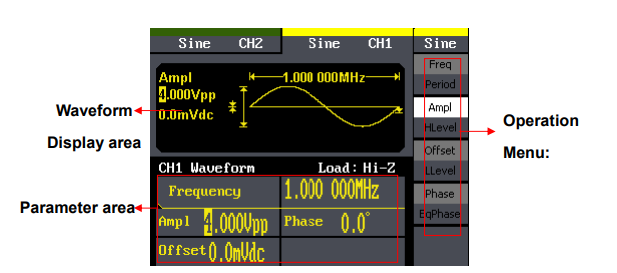 Sine CH2 Sine CH1 Sine
Ampl 1.000 000MHz
4.000Vpp
0.0mVdc
Freq
Period
Ampl
HLevel
Offset
LLevel
Phase
EqPhase
Waveform
Display area
Operation
Menu:
CH1 Waveform Load: Hi-Z
Frequency 1.000 000MHz
Parameter area
Ampl 4.000Vpp Phase 0.0°
Offset 0.0mVdc